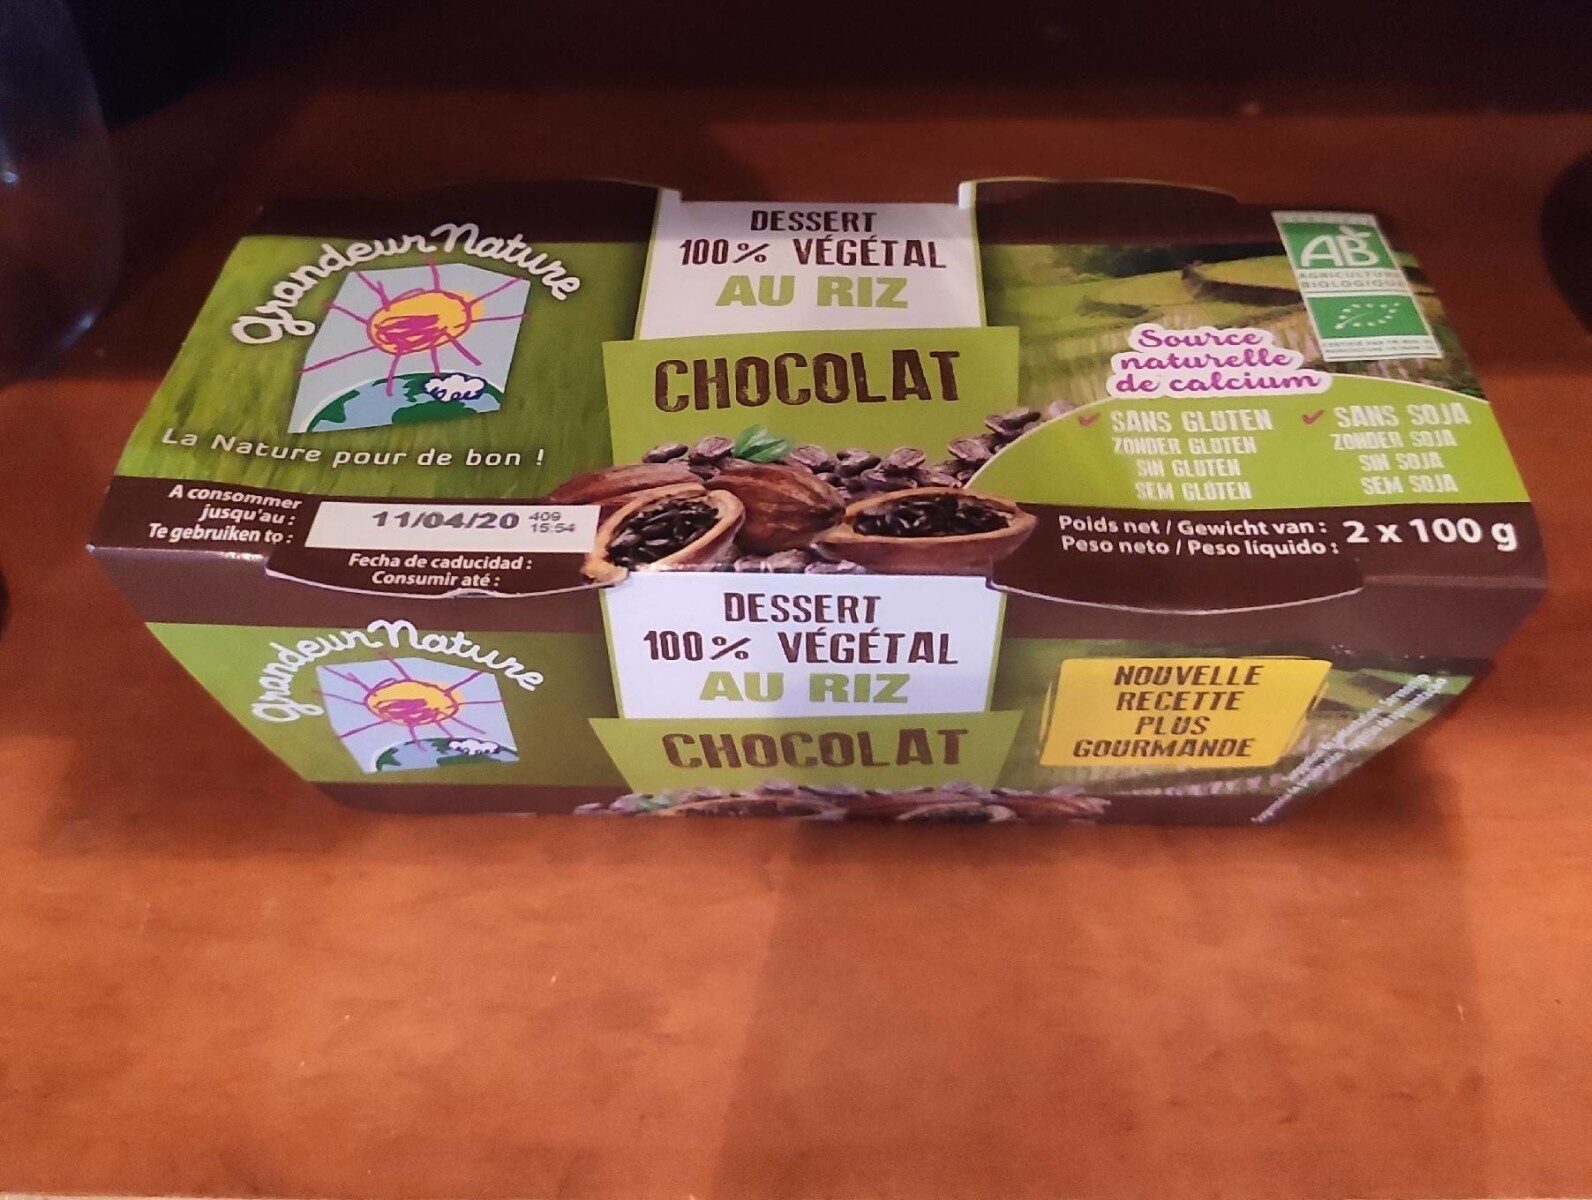 Grandeur Nature
La Nature pour de bon !
DESSERT
100% VÉGÉTAL
AU RIZ
CHOCOLAT
AB
AGRICULTURE
BIOLOGIQUE
Source
naturelle
de calcium
✓ SANS GLUTEN
ZONDER GLUTEN
SIN GLUTEN
SEM GLÚTEN
✓ SANS SOJA
ZONDER SOJA
SIN SOJA
SEM SOJA
A consommer
jusqu'au :
Te gebruiken to :
11/04/20 409
15:54
Fecha de caducidad :
Consumir até :
Poids net / Gewicht van : 2 x 100 g
Peso neto / Peso líquido :
Grandeur Nature
DESSERT
100% VÉGÉTAL
AU RIZ
CHOCOLAT
NOUVELLE
RECETTE
PLUS
GOURMANDE